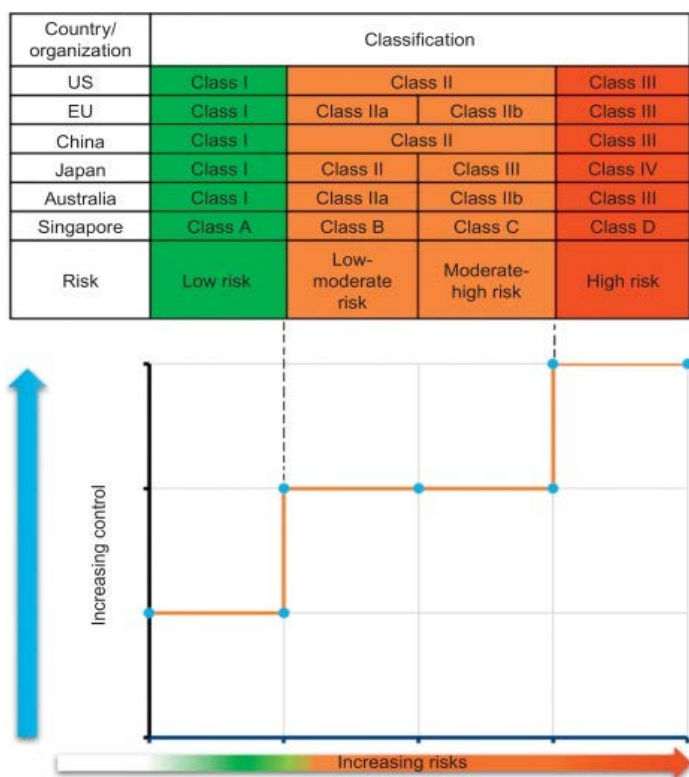 Country/
organization
Classification
US Class I Class II Class III
EU Class I Class IIa Class IIb Class III
China Class I Class II Class III
Japan Class I Class II Class III Class IV
Australia Class I Class IIa Class IIb Class III
Singapore Class A Class B Class C Class D
Risk
Low risk
Low-
moderate
risk
Moderate-
high risk
High risk
Increasing control
Increasing risks